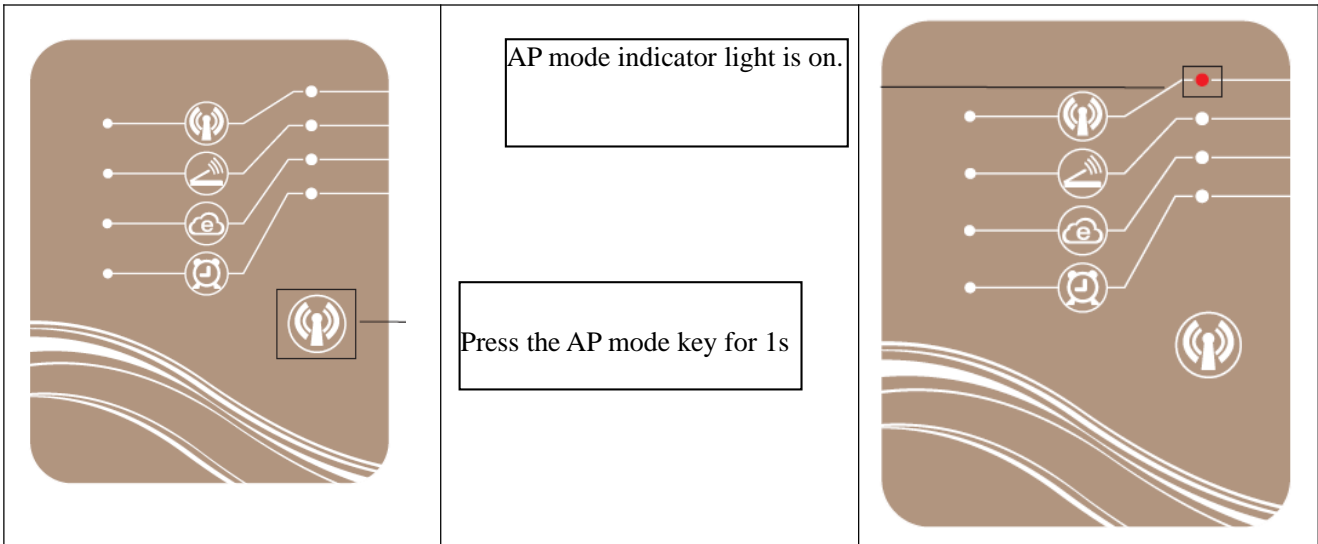 AP mode indicator light is on.
e
e
Press the AP mode key for 1s